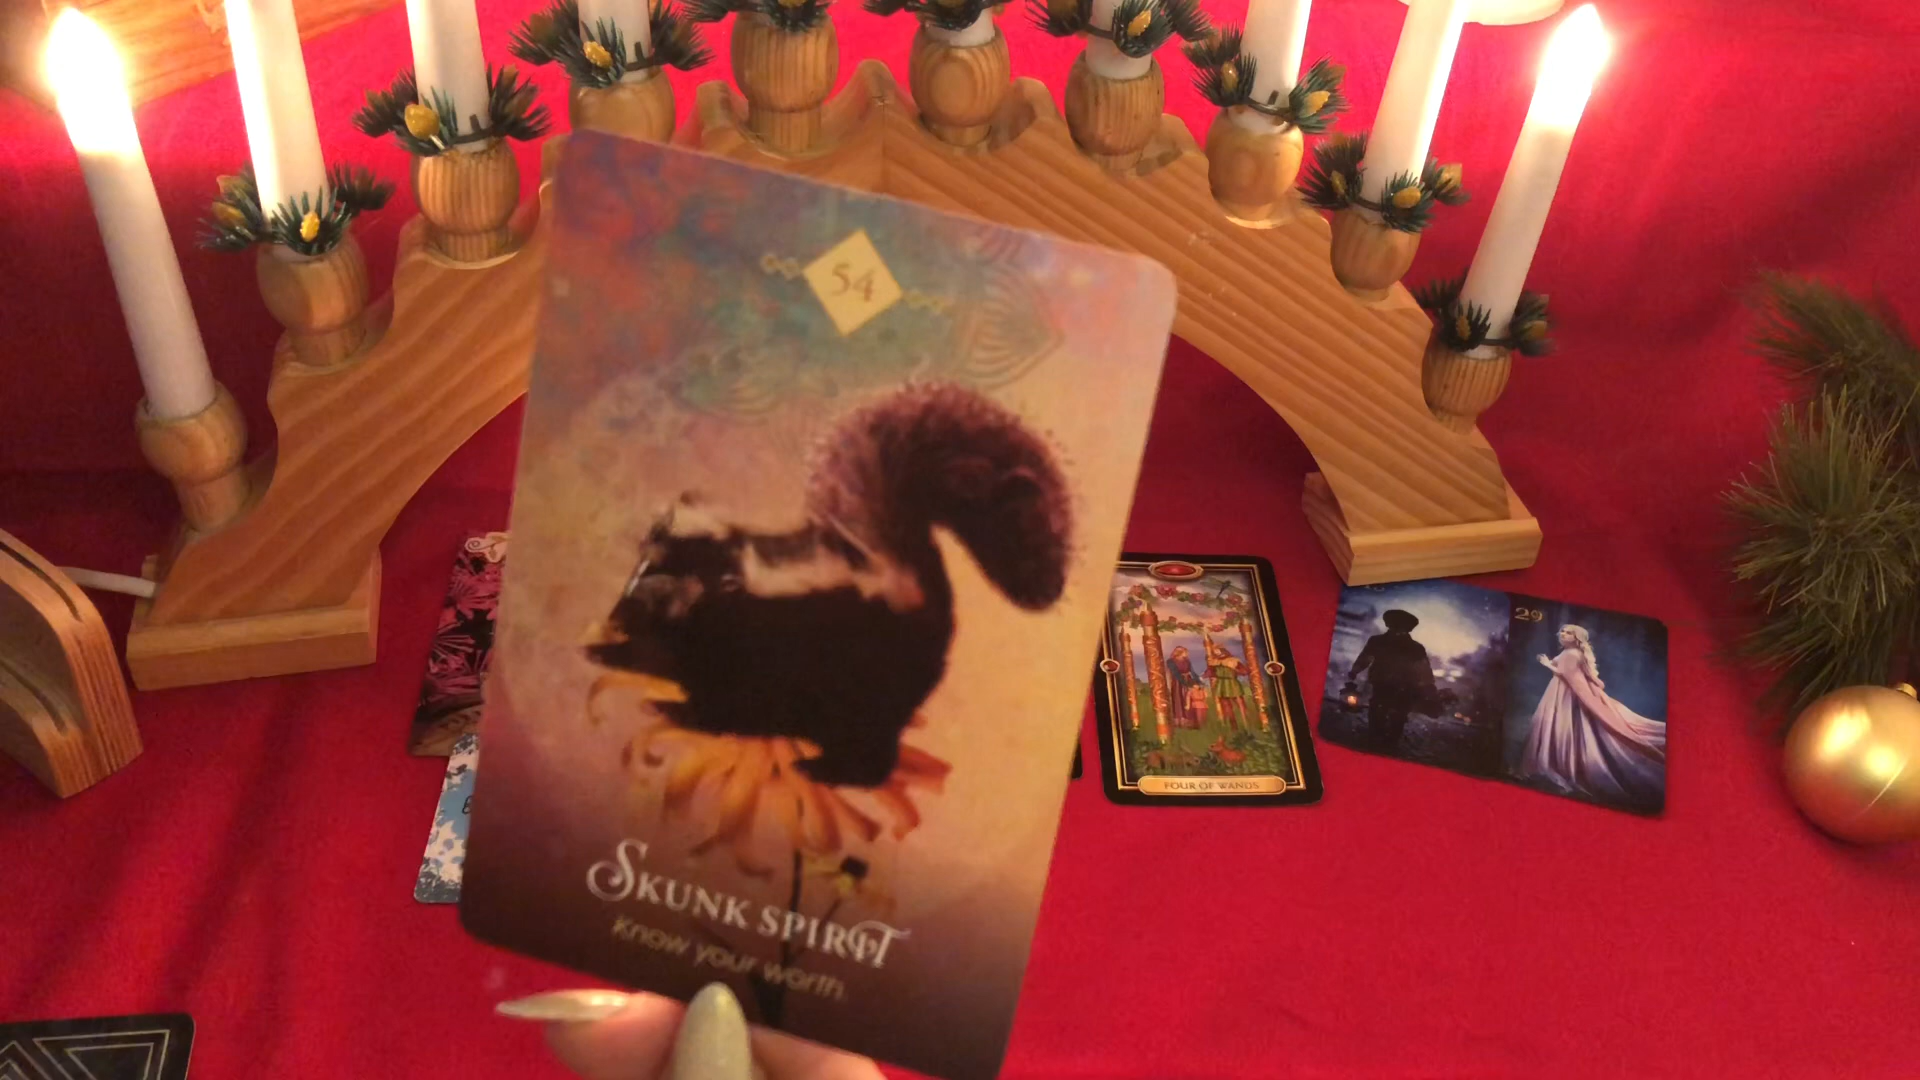 54
SKUNK SPIRIT
Know your worth.
FOUR OF WANDS
29